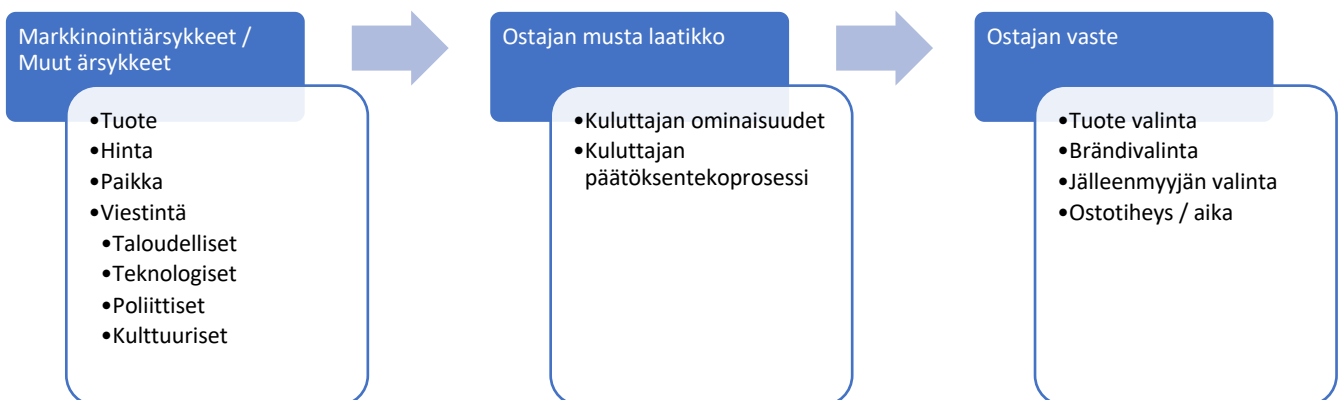 Markkinointiärsykkeet /
Muut ärsykkeet
•Tuote
•Hinta
•Paikka
•Viestintä
•Taloudelliset
•Teknologiset
•Poliittiset
•Kulttuuriset
Ostajan musta laatikko
•Kuluttajan ominaisuudet
•Kuluttajan
päätöksentekoprosessi
Ostajan vaste
•Tuote valinta
•Brändivalinta
•Jälleenmyyjän valinta
•Ostotiheys / aika